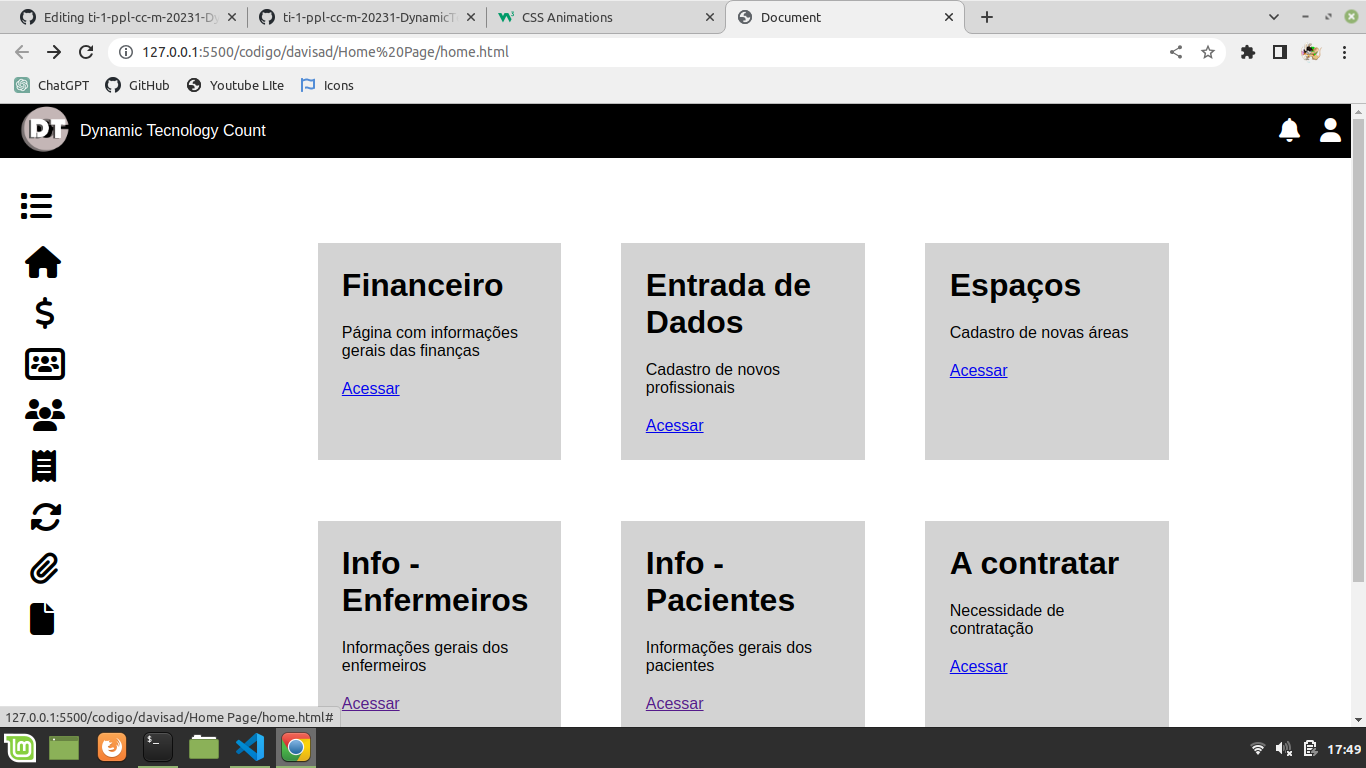 Editing ti-1-ppl-cc-m-20231-Dy
ti-1-ppl-cc-m-20231-DynamicT
CSS Animations
Document
127.0.0.1:5500/codigo/davisad/Home%20Page/home.html
ChatGPT
GitHub
Youtube LIte
Icons
DT
Dynamic Tecnology Count
Financeiro
Página com informações
gerais das finanças
Acessar
Entrada de
Dados
Cadastro de novos
profissionais
Acessar
Espaços
Cadastro de novas áreas
Acessar
Info -
Enfermeiros
Informações gerais dos
enfermeiros
Acessar
Info -
Pacientes
Informações gerais dos
pacientes
Acessar
A contratar
Necessidade de
contratação
Acessar
127.0.0.1:5500/codigo/davisad/Home Page/home.html#
17:49